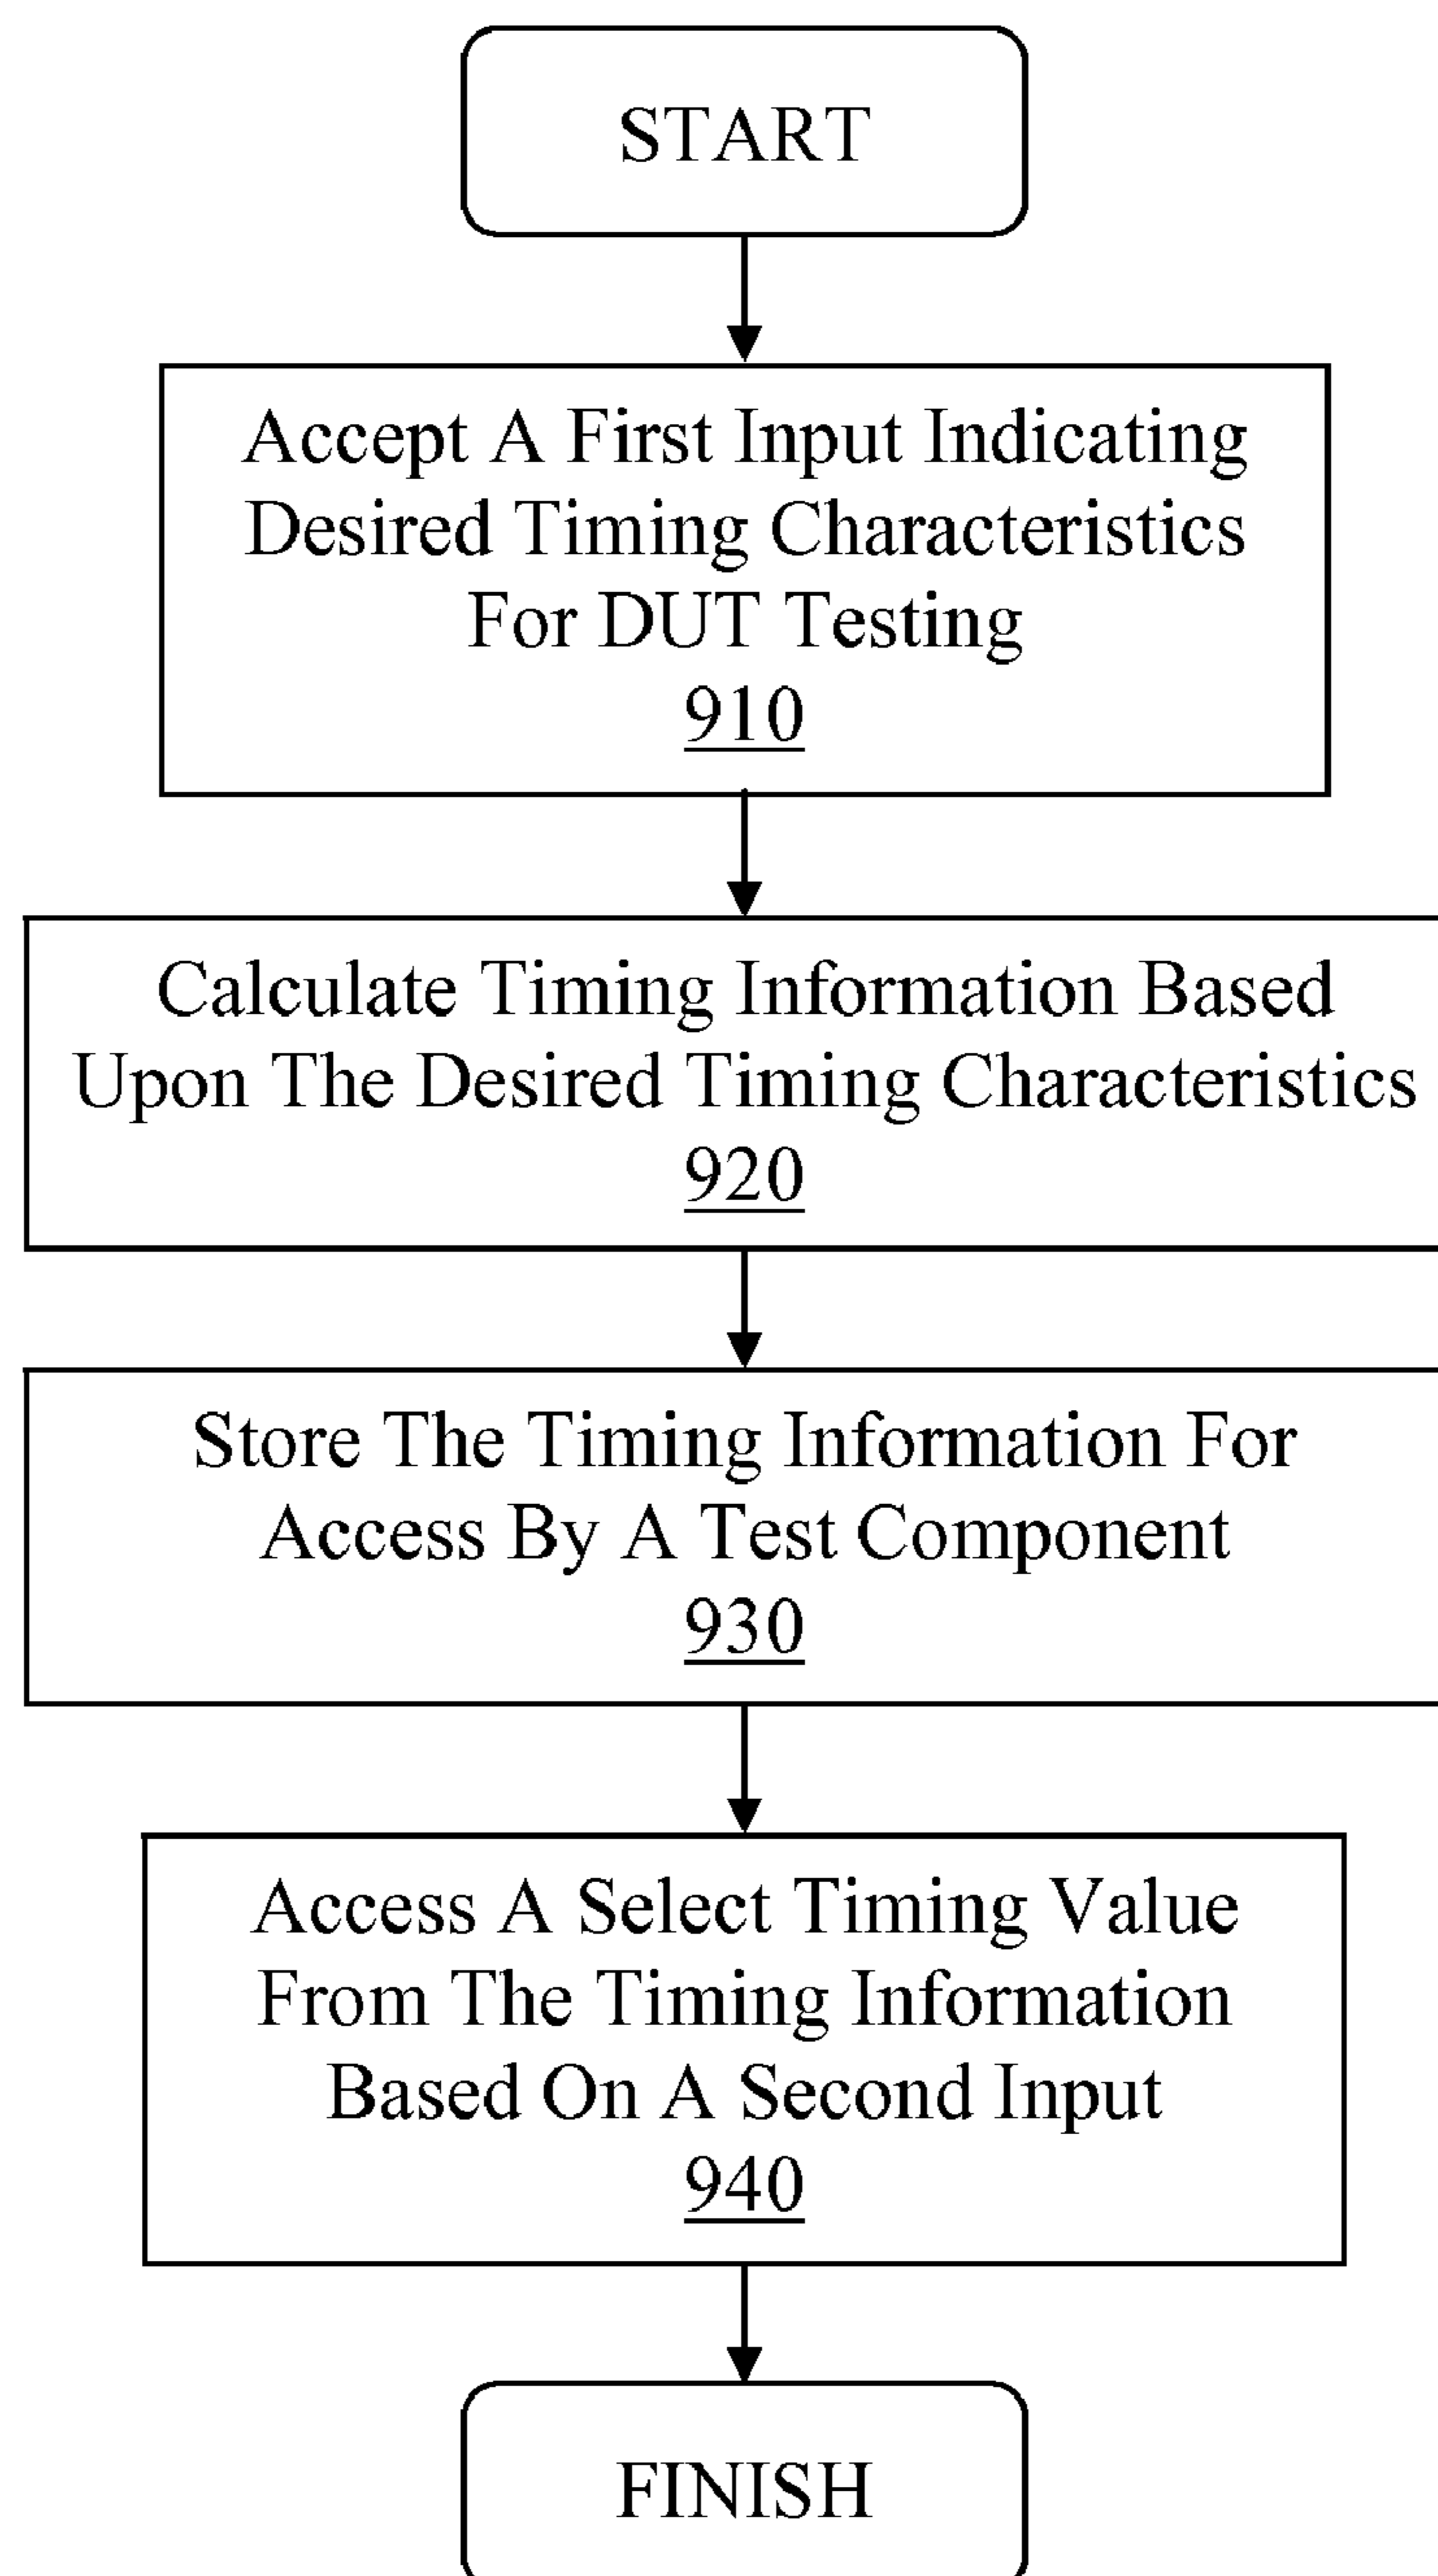 START
Accept A First Input Indicating
Desired Timing Characteristics
For DUT Testing
910
Calculate Timing Information Based
Upon The Desired Timing Characteristics
920
Store The Timing Information For
Access By A Test Component
930
Access A Select Timing Value
From The Timing Information
Based On A Second Input
940
FINISH